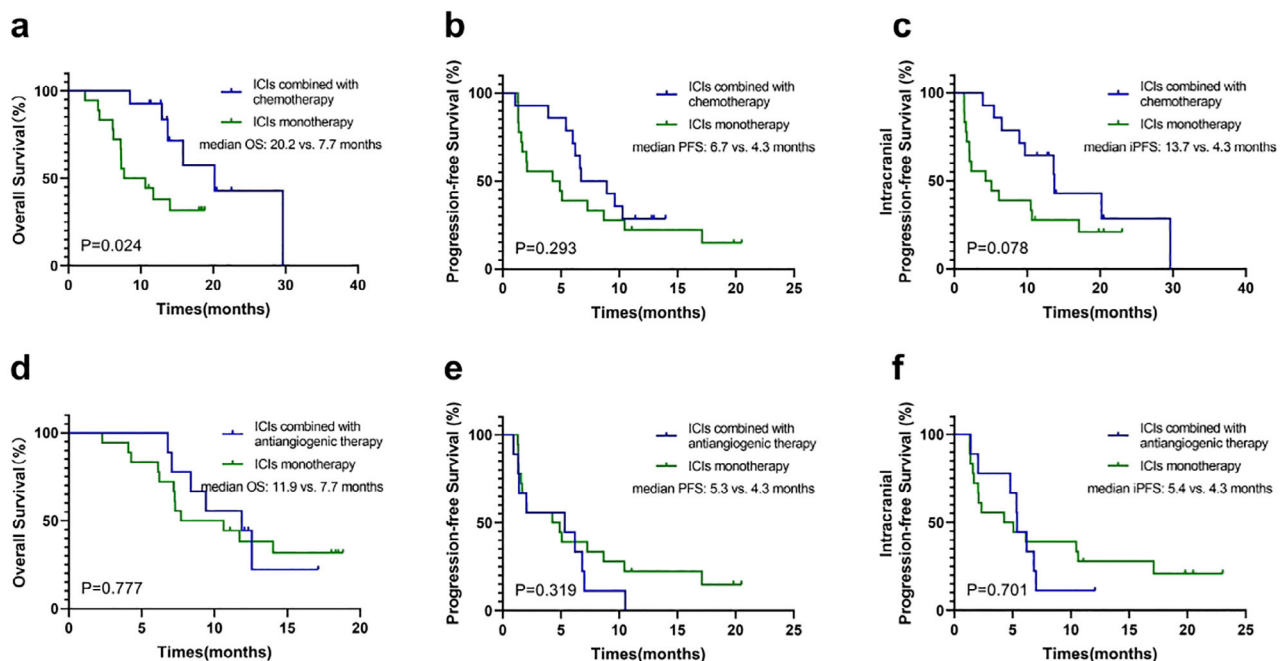 a
Overall Survival (%)
100
50
0
0 10 20 30 40
Times(months)
ICIs combined with
chemotherapy
ICIs monotherapy
median OS: 20.2 vs. 7.7 months
P=0.024
b
Progression-free Survival (%)
100
50
0
0 5 10 15 20 25
Times(months)
ICIs combined with
chemotherapy
ICIs monotherapy
median PFS: 6.7 vs. 4.3 months
P=0.293
c
Intracranial
Progression-free Survival (%)
100
50
0
0 10 20 30 40
Times(months)
ICIs combined with
chemotherapy
ICIs monotherapy
median iPFS: 13.7 vs. 4.3 months
P=0.078
d
Overall Survival (%)
100
50
0
0 5 10 15 20
Times(months)
ICIs combined with
antiangiogenic therapy
ICIs monotherapy
median OS: 11.9 vs. 7.7 months
P=0.777
e
Progression-free Survival (%)
100
50
0
0 5 10 15 20 25
Times(months)
ICIs combined with
antiangiogenic therapy
ICIs monotherapy
median PFS: 5.3 vs. 4.3 months
P=0.319
f
Intracranial
Progression-free Survival (%)
100
50
0
0 5 10 15 20 25
Times(months)
ICIs combined with
antiangiogenic therapy
ICIs monotherapy
median iPFS: 5.4 vs. 4.3 months
P=0.701